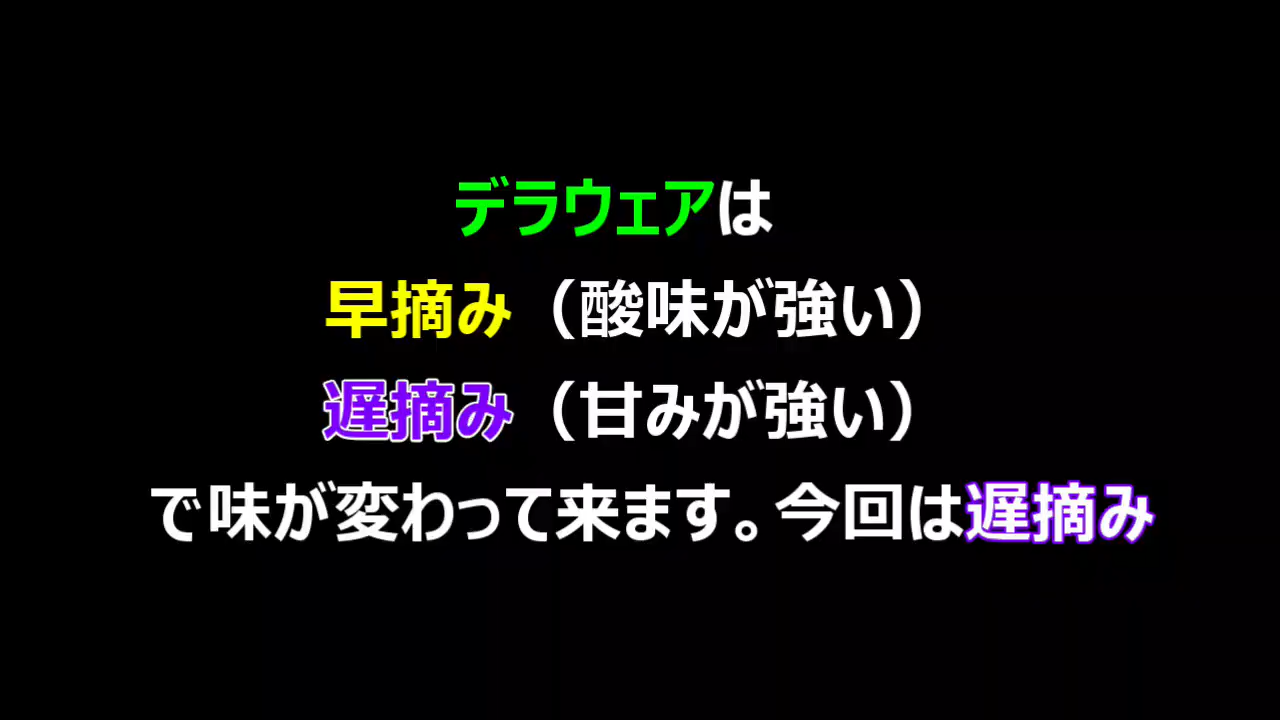 デラウェアは
早摘み（酸味が強い）
遅摘み（甘みが強い）
で味が変わって来ます。今回は遅摘み